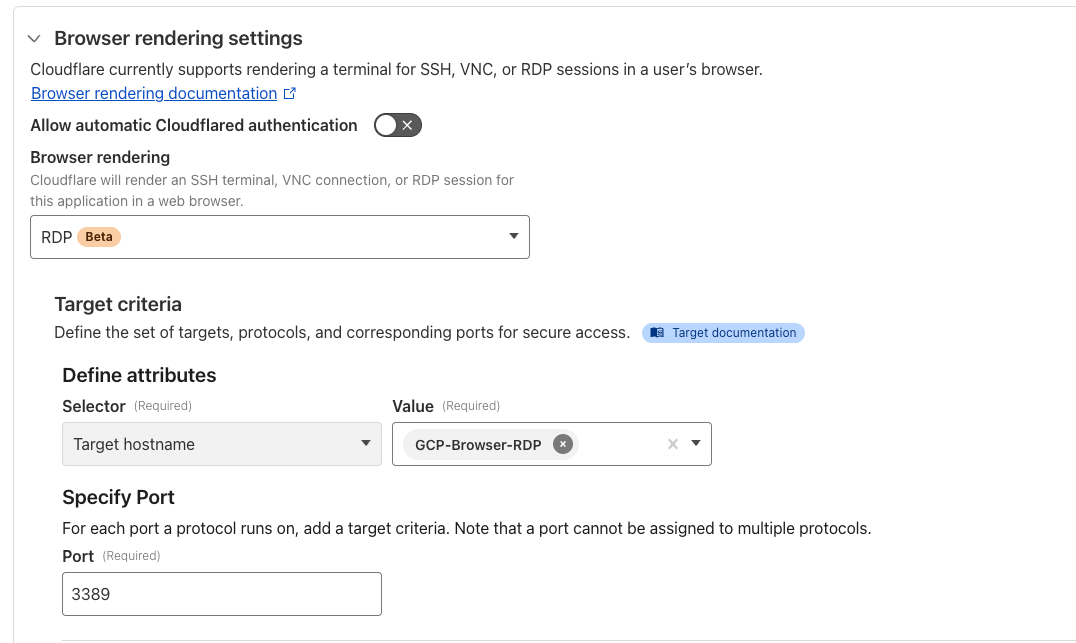 Browser rendering settings
Cloudflare currently supports rendering a terminal for SSH, VNC, or RDP sessions in a user’s browser.
Browser rendering documentation
Allow automatic Cloudflared authentication
Browser rendering
Cloudflare will render an SSH terminal, VNC connection, or RDP session for
this application in a web browser.
RDP Beta
Target criteria
Define the set of targets, protocols, and corresponding ports for secure access. Target documentation
Define attributes
Selector (Required) Value (Required)
Target hostname GCP-Browser-RDP
Specify Port
For each port a protocol runs on, add a target criteria. Note that a port cannot be assigned to multiple protocols.
Port (Required)
3389